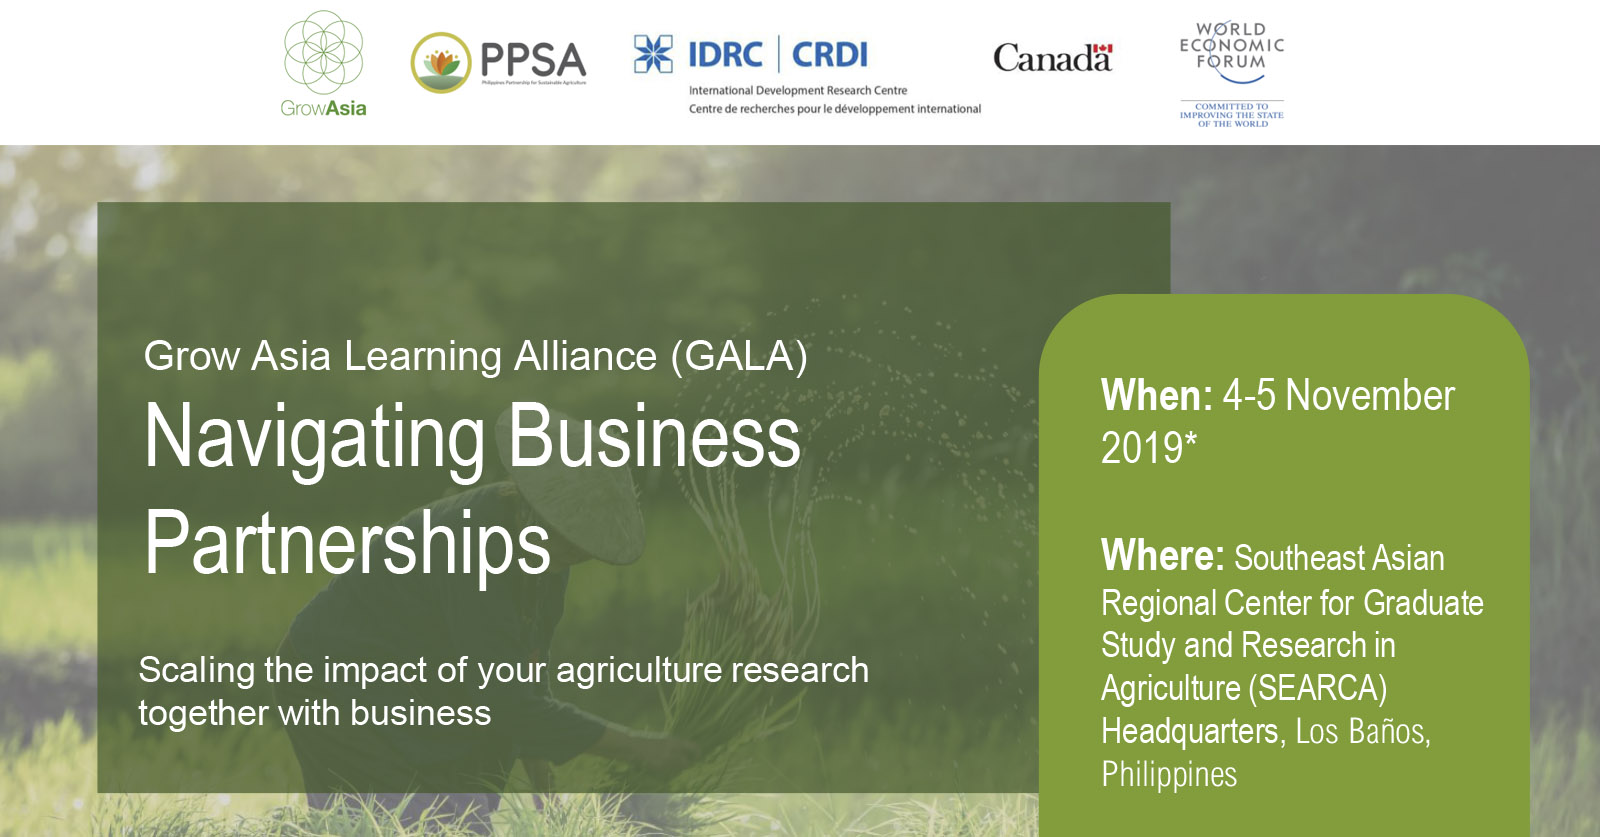 GrowAsia
PPSA
Philippines Partnership for Sustainable Agriculture
IDRC | CRDI
International Development Research Centre
Centre de recherches pour le développement international
Canada
WORLD
ECONOMIC
FORUM
COMMITTED TO
IMPROVING THE STATE
OF THE WORLD
Grow Asia Learning Alliance (GALA)
Navigating Business
Partnerships
Scaling the impact of your agriculture research
together with business
When: 4-5 November
2019*
Where: Southeast Asian
Regional Center for Graduate
Study and Research in
Agriculture (SEARCA)
Headquarters, Los Baños,
Philippines